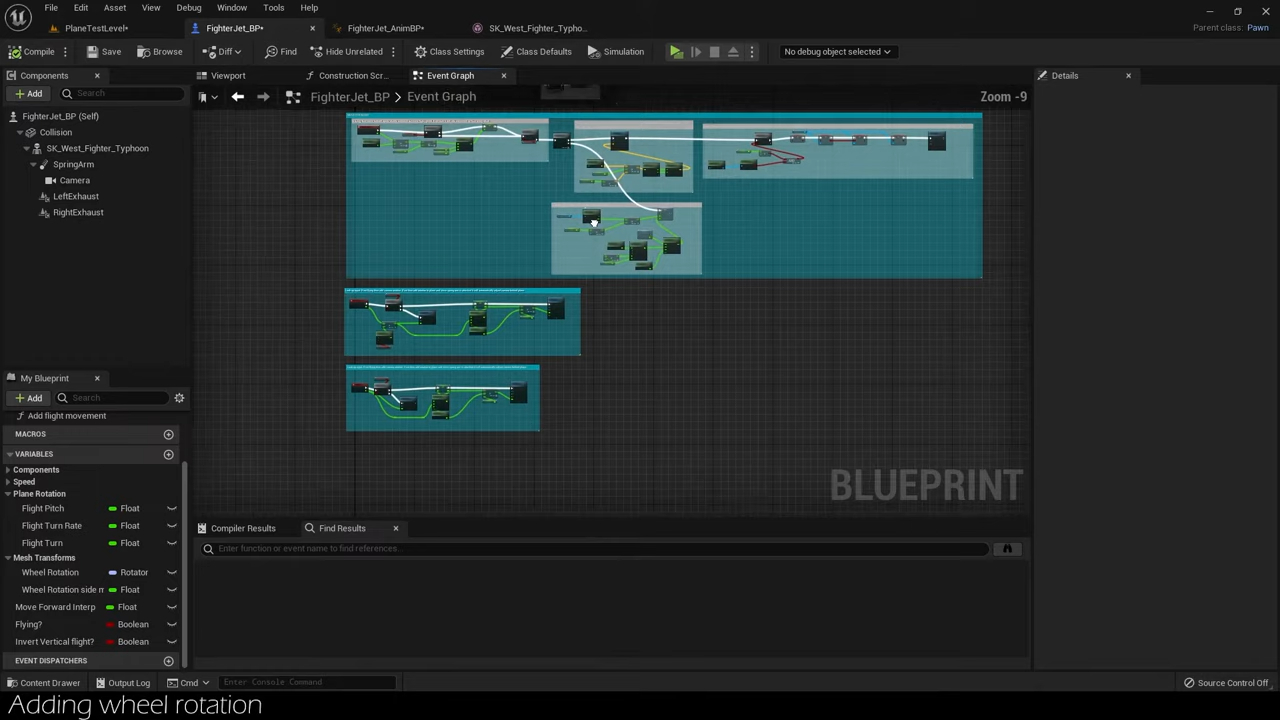 File Edit Asset View Debug Window Tools Help
PlaneTestLevel* FighterJet_BP* FighterJet_AnimBP* SK_West_Fighter_Typho...
Parent class: Pawn
Compile Save Browse Diff Find Hide Unrelated Class Settings Class Defaults Simulation No debug object selected
Components
Add Search
FighterJet_BP (Self)
Collision
SK_West_Fighter_Typhoon
SpringArm
Camera
LeftExhaust
RightExhaust
Viewport Construction Scr... Event Graph
FighterJet_BP > Event Graph Zoom -9
BLUEPRINT
Details
My Blueprint
Add Search
Add flight movement
MACROS
VARIABLES
Components
Speed
Plane Rotation
Flight Pitch Float
Flight Turn Rate Float
Flight Turn Float
Mesh Transforms
Wheel Rotation Rotator
Wheel Rotation side m Float
Move Forward Interp Float
Flying? Boolean
Invert Vertical flight? Boolean
EVENT DISPATCHERS
Compiler Results Find Results
Enter function or event name to find references...
Content Drawer Output Log Cmd Enter Console Command Source Control Off
Adding wheel rotation